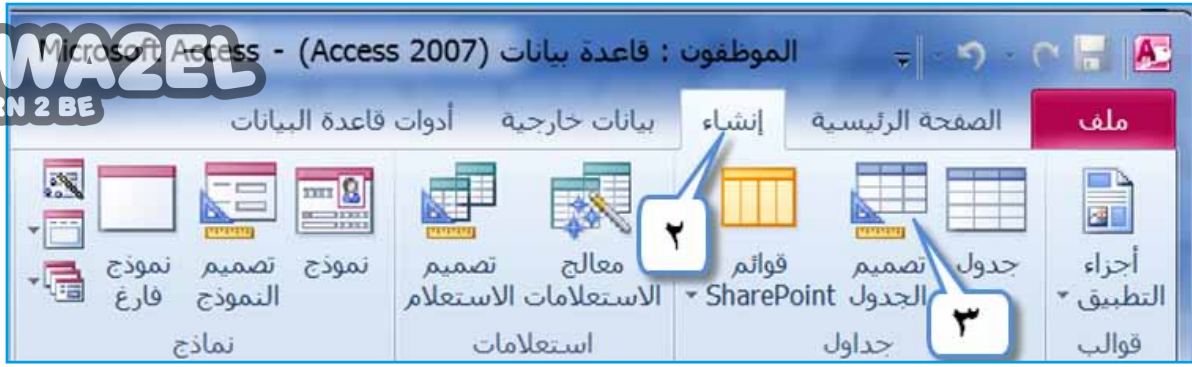 الموظفون : قاعدة بيانات (Access 2007) - Microsoft Access
WAZEL
RN 2 BE
ملف الصفحة الرئيسية إنشاء بيانات خارجية أدوات قاعدة البيانات
أجزاء التطبيق
جدول
تصميم الجدول
قوائم SharePoint
معالج الاستعلامات
تصميم الاستعلام
نموذج
تصميم النموذج
نموذج فارغ
٢
٣
قوالب جداول استعلامات نماذج